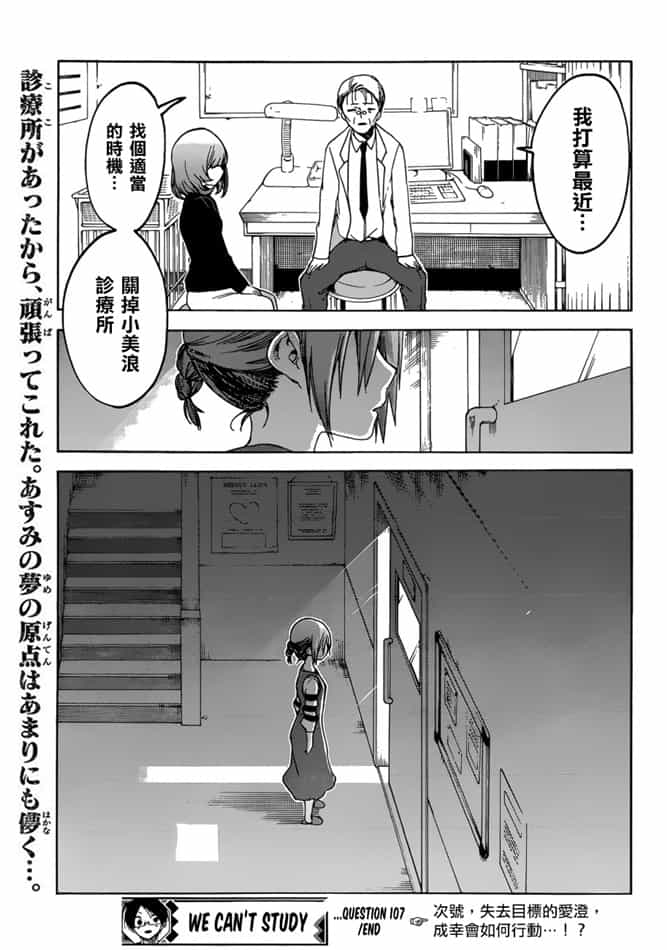 我打算最近…
找個適當
的時機…
關掉小美浪
診療所
診療所があったから、頑張ってこれた。あすみの夢の原点はあまりにも儚く…。
WE CAN'T STUDY
...QUESTION 107
/END
☞ 次號,失去目標的愛澄,
成幸會如何行動…!?